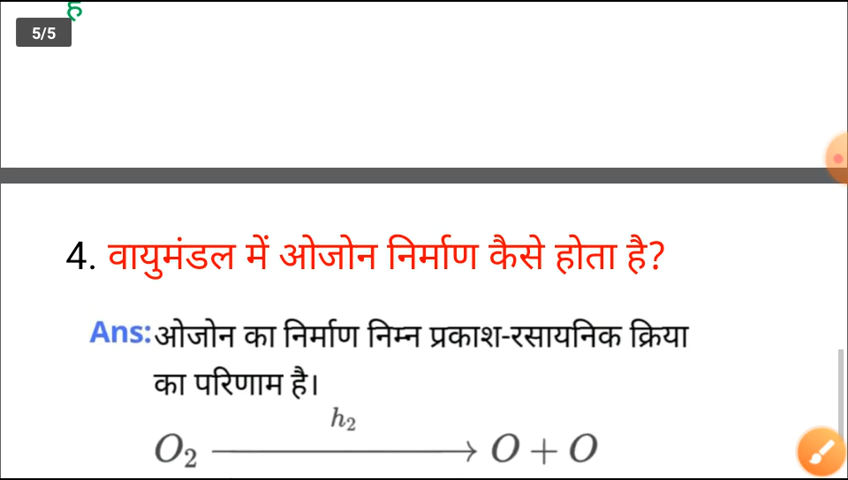 है
5/5
4. वायुमंडल में ओजोन निर्माण कैसे होता है?
Ans: ओजोन का निर्माण निम्न प्रकाश-रसायनिक क्रिया
का परिणाम है।
h₂
O₂ ⟶ O + O